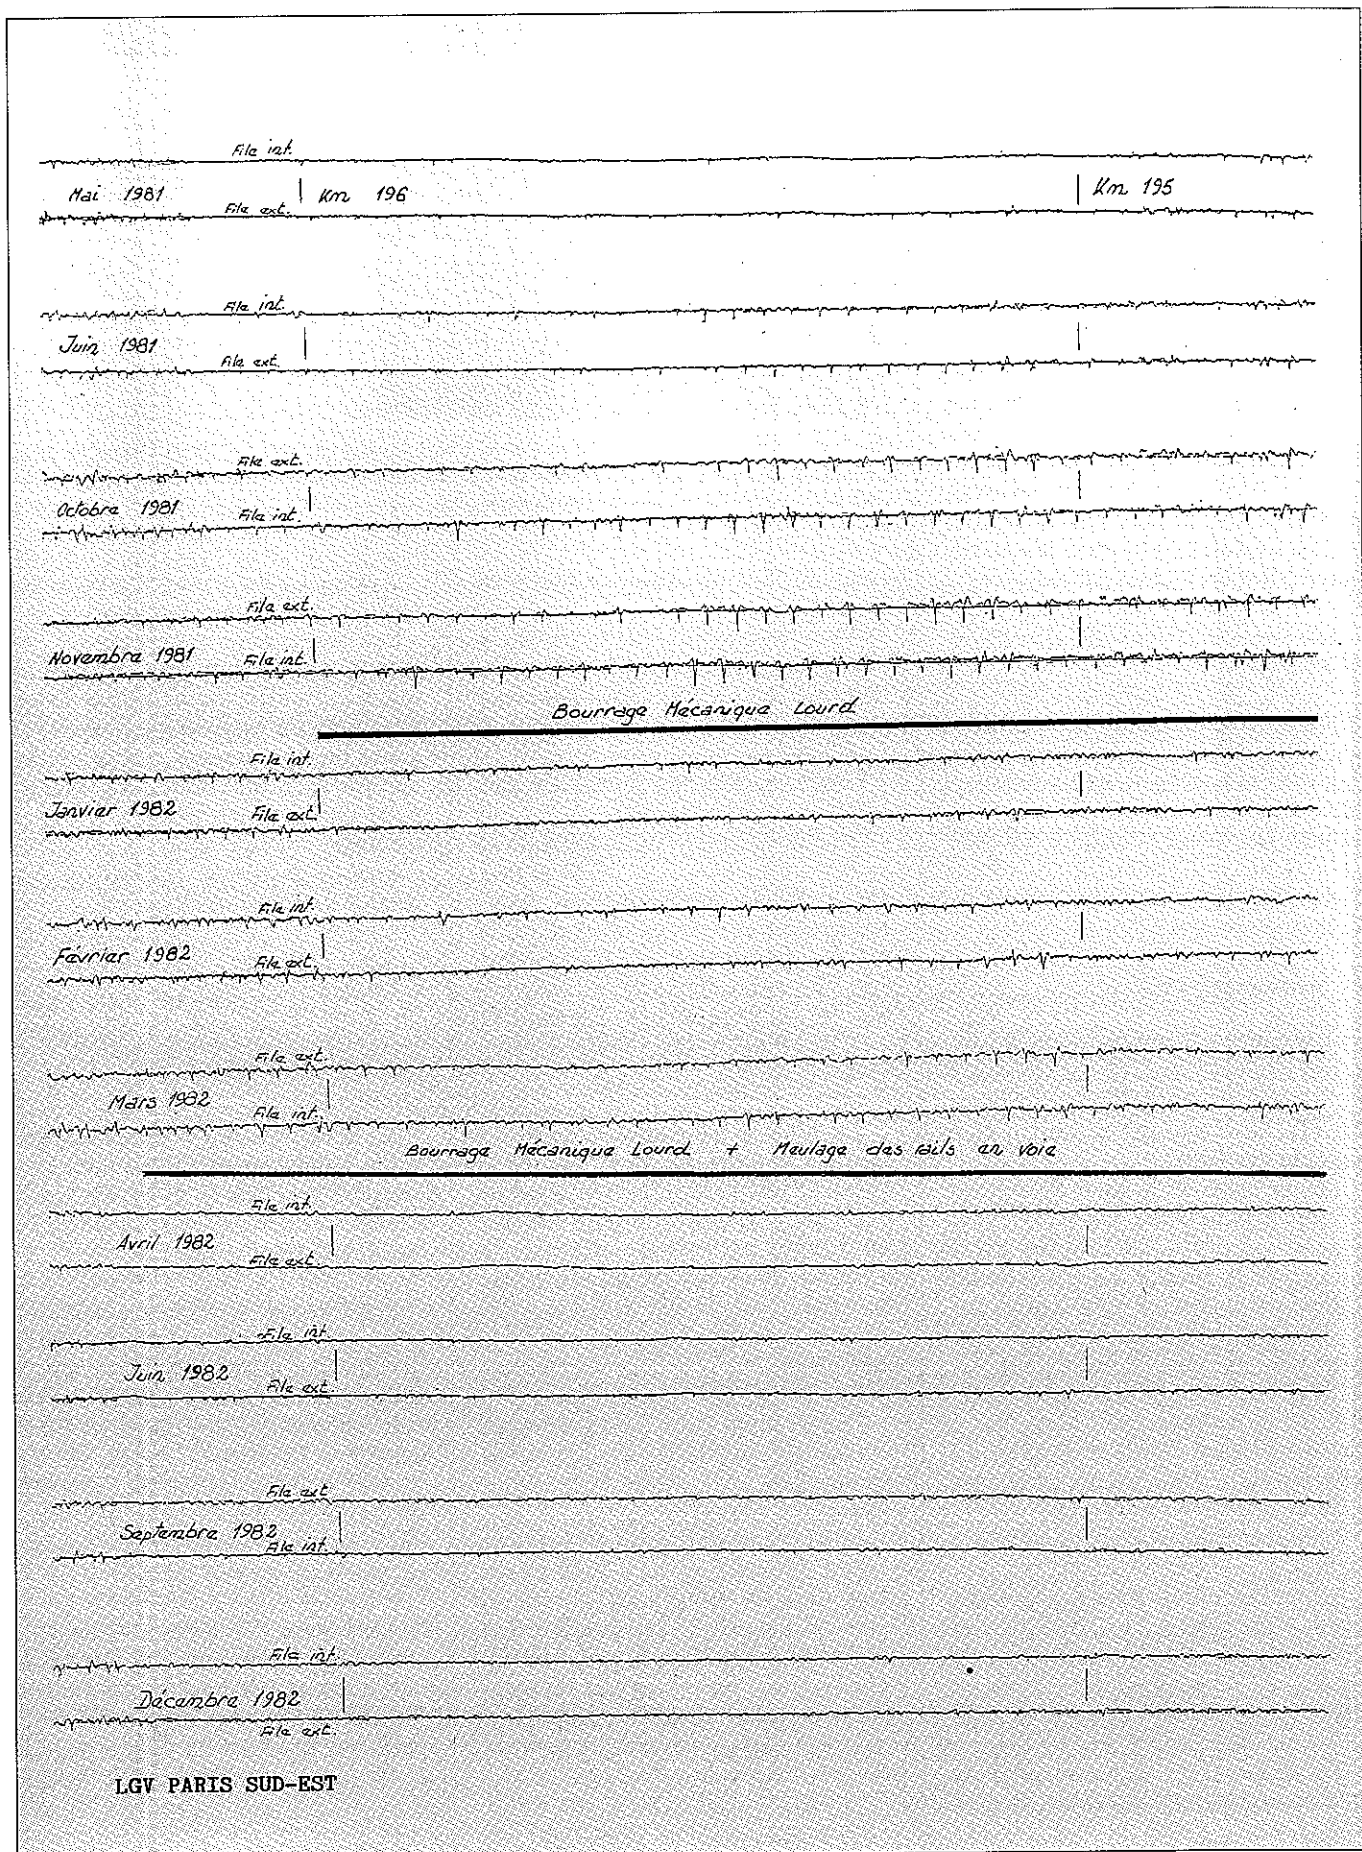 File int.
Mai 1981 Km 196 Km 195
File ext.
File int.
Juin 1981
File ext.
File ext.
Octobre 1981 File int.
File ext.
Novembre 1981 File int.
Bourrage Mécanique Lourd
File int.
Janvier 1982 File ext.
File int.
Février 1982 File ext.
File ext.
Mars 1982 File int.
Bourrage Mécanique Lourd + Meulage des rails en voie
File int.
Avril 1982
File ext.
File int.
Juin 1982
File ext.
File ext
Septembre 1982
File int.
File int.
Décembre 1982
File ext.
LGV PARIS SUD-EST